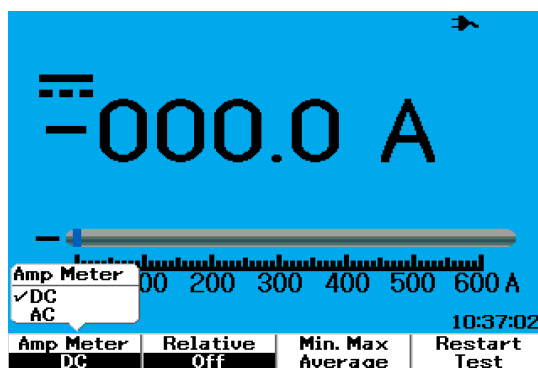 -000.0 A
00 200 300 400 500 600 A
Amp Meter
✓DC
AC
10:37:02
Amp Meter DC
Relative Off
Min. Max Average
Restart Test